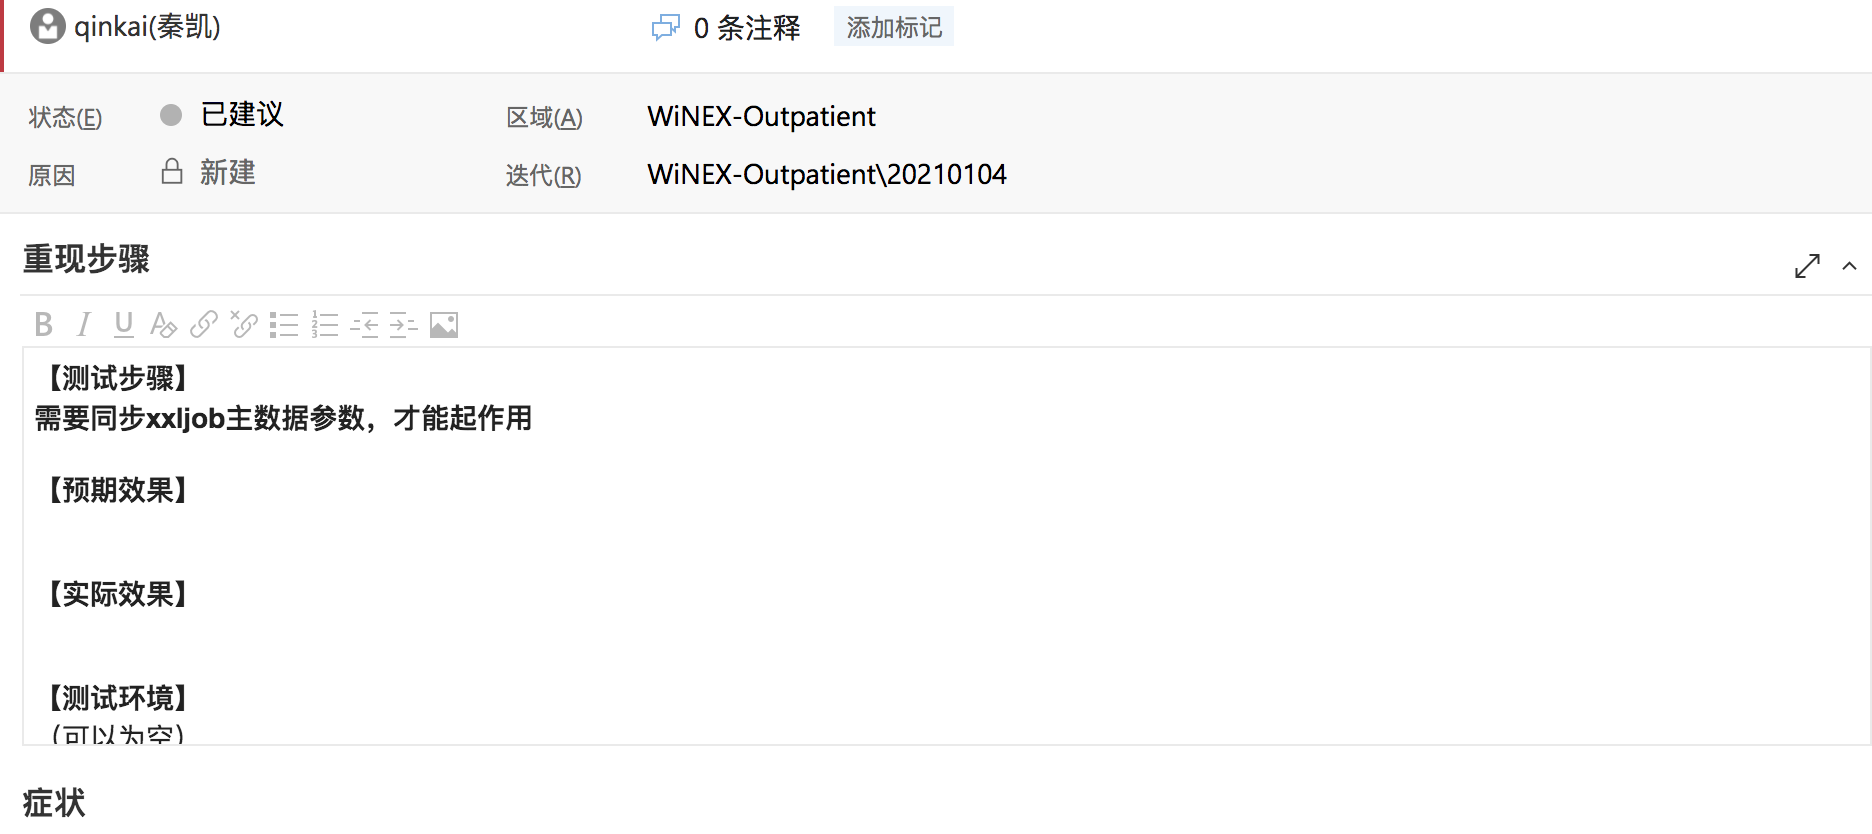 qinkai(秦凯)
0 条注释
添加标记
状态(E)
已建议
区域(A)
WiNEX-Outpatient
原因
新建
迭代(R)
WiNEX-Outpatient\20210104
重现步骤
B I U
【测试步骤】
需要同步xxljob主数据参数，才能起作用
【预期效果】
【实际效果】
【测试环境】
（可以为空）
症状